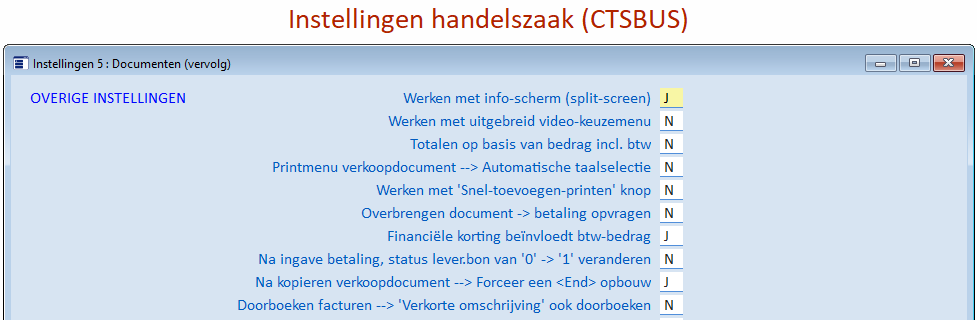 Instellingen handelszaak (CTSBUS)
Instellingen 5 : Documenten (vervolg)
OVERIGE INSTELLINGEN
Werken met info-scherm (split-screen) J
Werken met uitgebreid video-keuzemenu N
Totalen op basis van bedrag incl. btw N
Printmenu verkoopdocument --> Automatische taalselectie N
Werken met 'Snel-toevoegen-printen' knop N
Overbrengen document -> betaling opvragen N
Financiële korting beïnvloedt btw-bedrag J
Na ingave betaling, status lever.bon van '0' -> '1' veranderen N
Na kopieren verkoopdocument --> Forceer een <End> opbouw J
Doorboeken facturen --> 'Verkorte omschrijving' ook doorboeken N